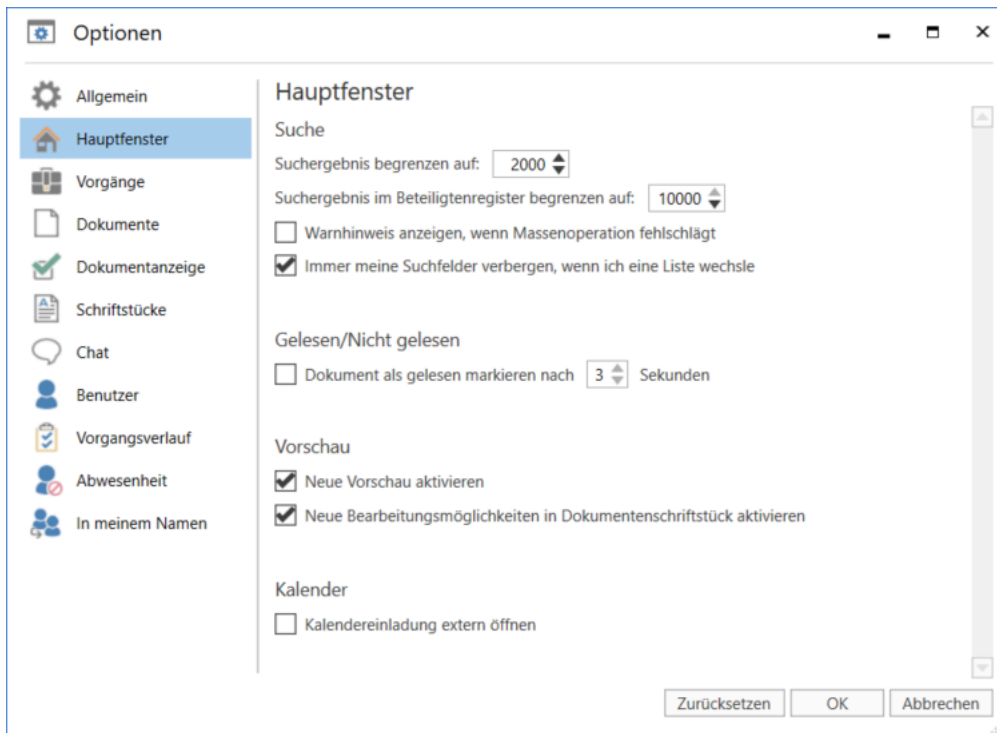 Optionen
Allgemein
Hauptfenster
Vorgänge
Dokumente
Dokumentanzeige
Schriftstücke
Chat
Benutzer
Vorgangsverlauf
Abwesenheit
In meinem Namen
Hauptfenster
Suche
Suchergebnis begrenzen auf: 2000
Suchergebnis im Beteiligtenregister begrenzen auf: 10000
Warnhinweis anzeigen, wenn Massenoperation fehlschlägt
Immer meine Suchfelder verbergen, wenn ich eine Liste wechsle
Gelesen/Nicht gelesen
Dokument als gelesen markieren nach 3 Sekunden
Vorschau
Neue Vorschau aktivieren
Neue Bearbeitungsmöglichkeiten in Dokumentenschriftstück aktivieren
Kalender
Kalendereinladung extern öffnen
Zurücksetzen OK Abbrechen